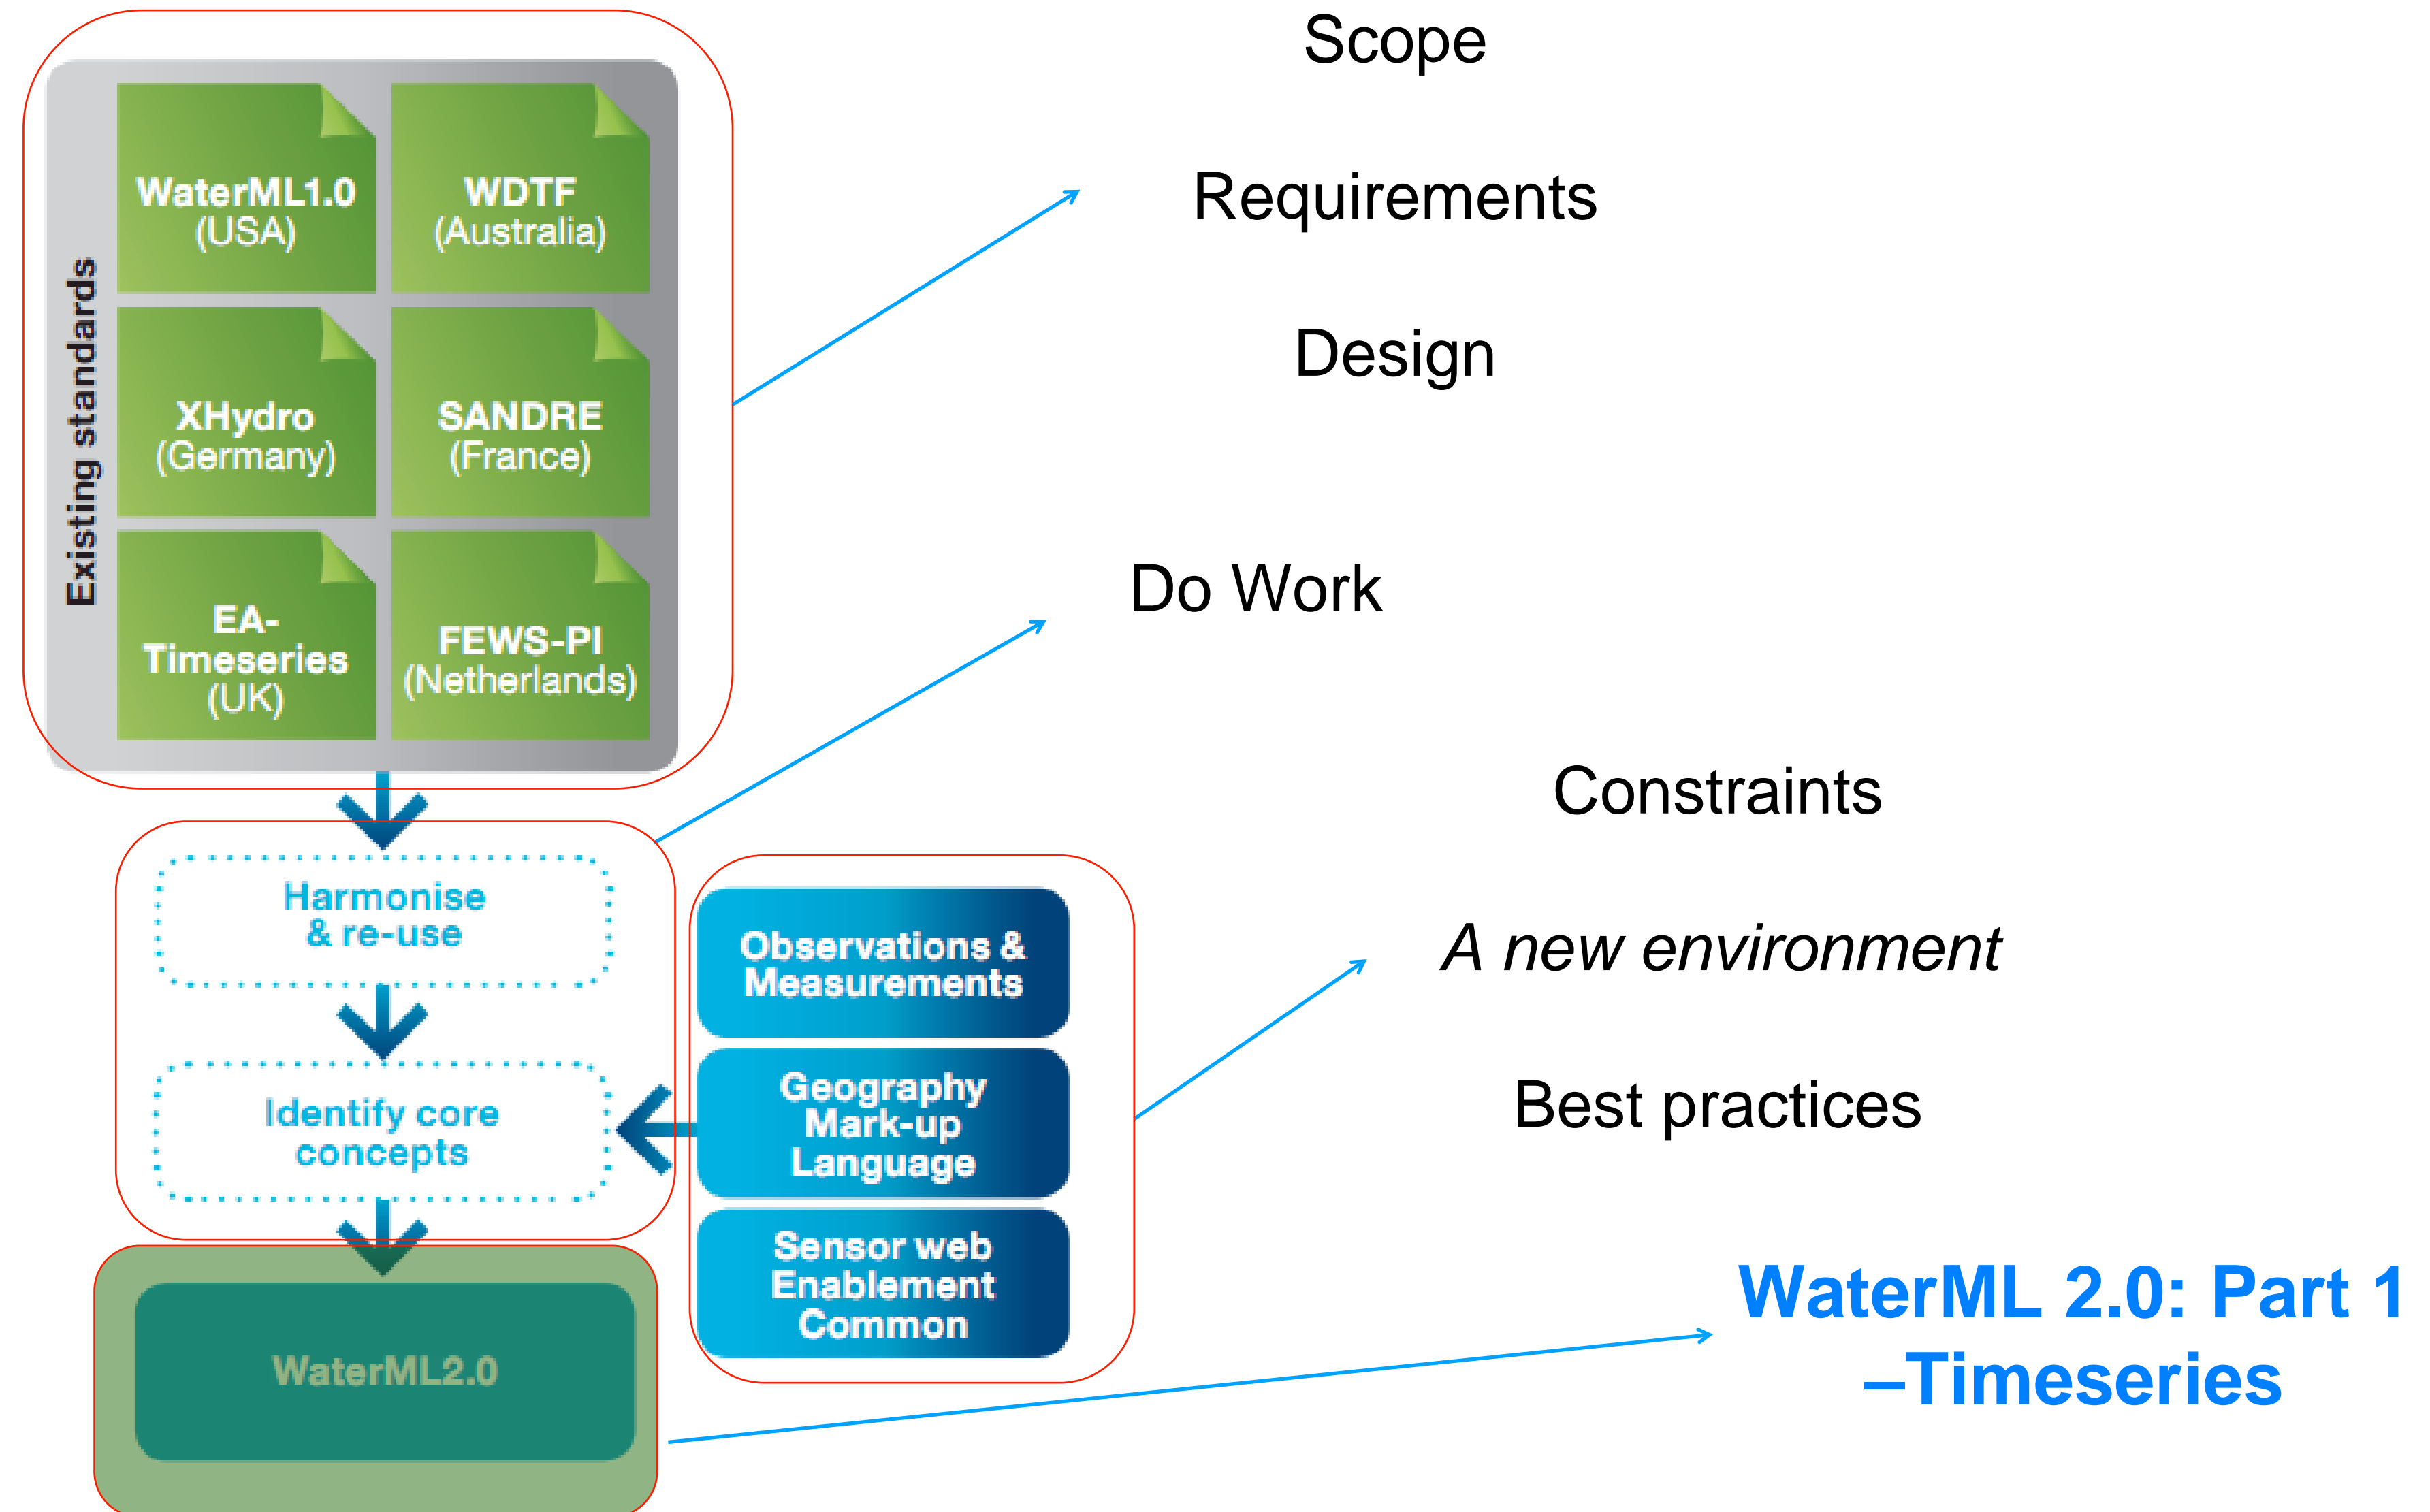 Existing standards
WaterML1.0
(USA)
WDTF
(Australia)
XHydro
(Germany)
SANDRE
(France)
EA-
Timeseries
(UK)
FEWS-PI
(Netherlands)
Harmonise
& re-use
Identify core
concepts
WaterML2.0
Observations &
Measurements
Geography
Mark-up
Language
Sensor web
Enablement
Common
Scope
Requirements
Design
Do Work
Constraints
A new environment
Best practices
WaterML 2.0: Part 1
–Timeseries